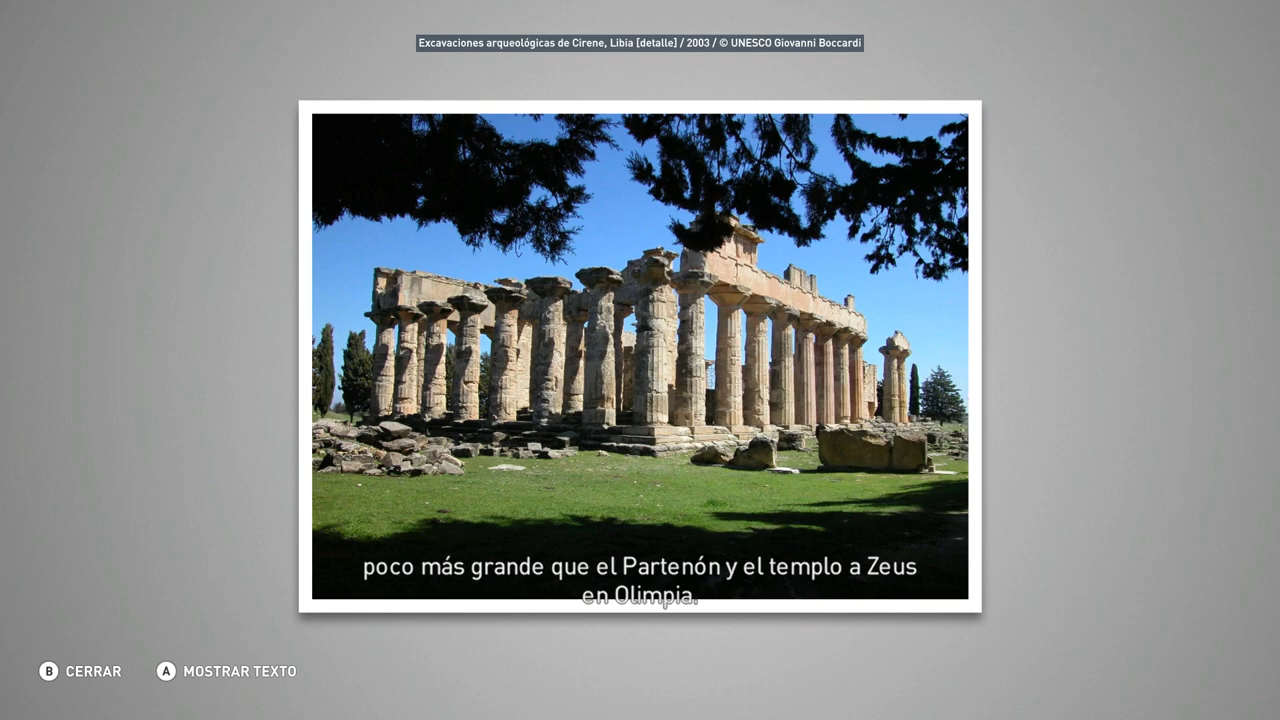 Excavaciones arqueológicas de Cirene, Libia [detalle] / 2003 / © UNESCO Giovanni Boccardi
poco más grande que el Partenón y el templo a Zeus
en Olimpia.
B CERRAR A MOSTRAR TEXTO